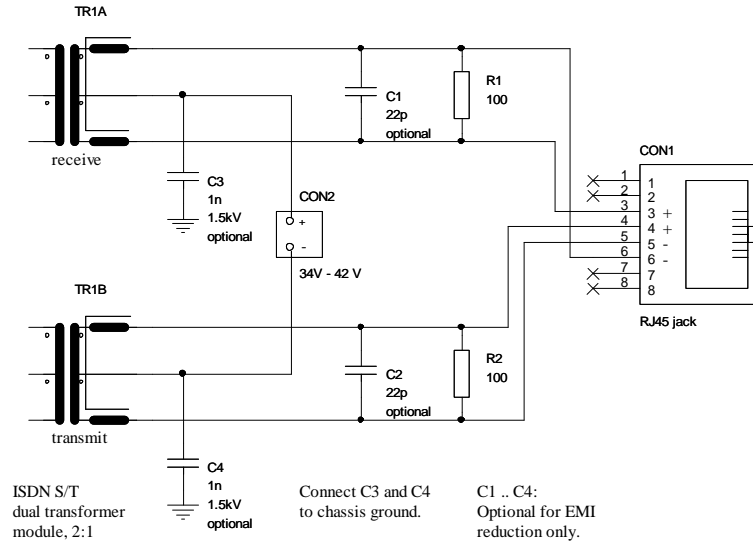 TR1A
receive
C3
1n
1.5kV
optional
C1
22p
optional
R1
100
CON2
+
-
34V - 42 V
CON1
1 1
2 2
3 3 +
4 4 +
5 5 -
6 6 -
7 7
8 8
RJ45 jack
TR1B
transmit
C4
1n
1.5kV
optional
C2
22p
optional
R2
100
ISDN S/T
dual transformer
module, 2:1
Connect C3 and C4
to chassis ground.
C1 .. C4:
Optional for EMI
reduction only.